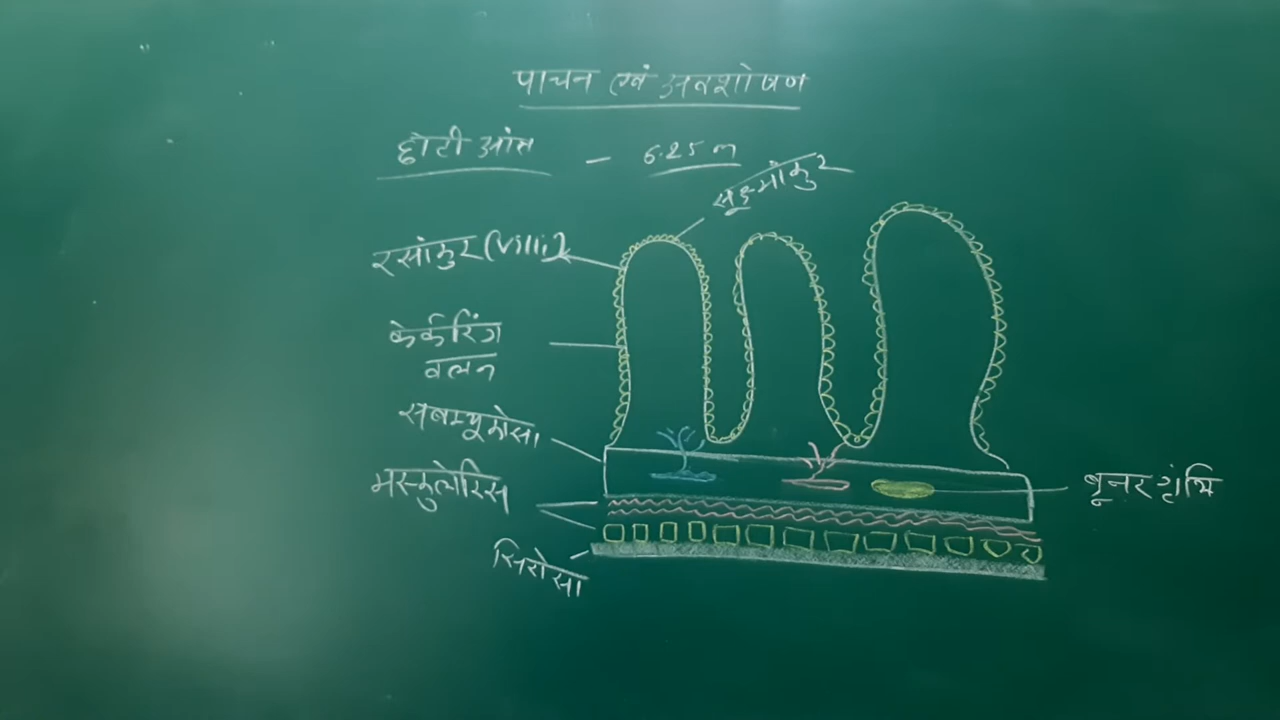 पाचन एवं अवशोषण
छोटी आंत - 6.25 m
सूक्ष्मांकुर
रसांकुर (Villi)
केर्करिंग
वलन
सबम्यूकोसा
मस्कुलेरिस
सिरोसा
ब्रूनर ग्रंथि